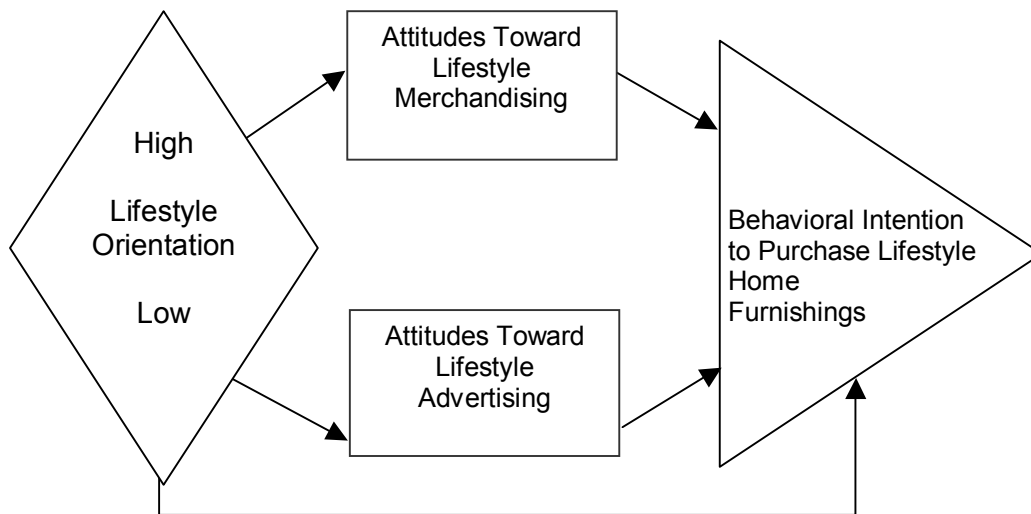 High
Lifestyle
Orientation
Low
Attitudes Toward
Lifestyle
Merchandising
Attitudes Toward
Lifestyle
Advertising
Behavioral Intention
to Purchase Lifestyle
Home
Furnishings